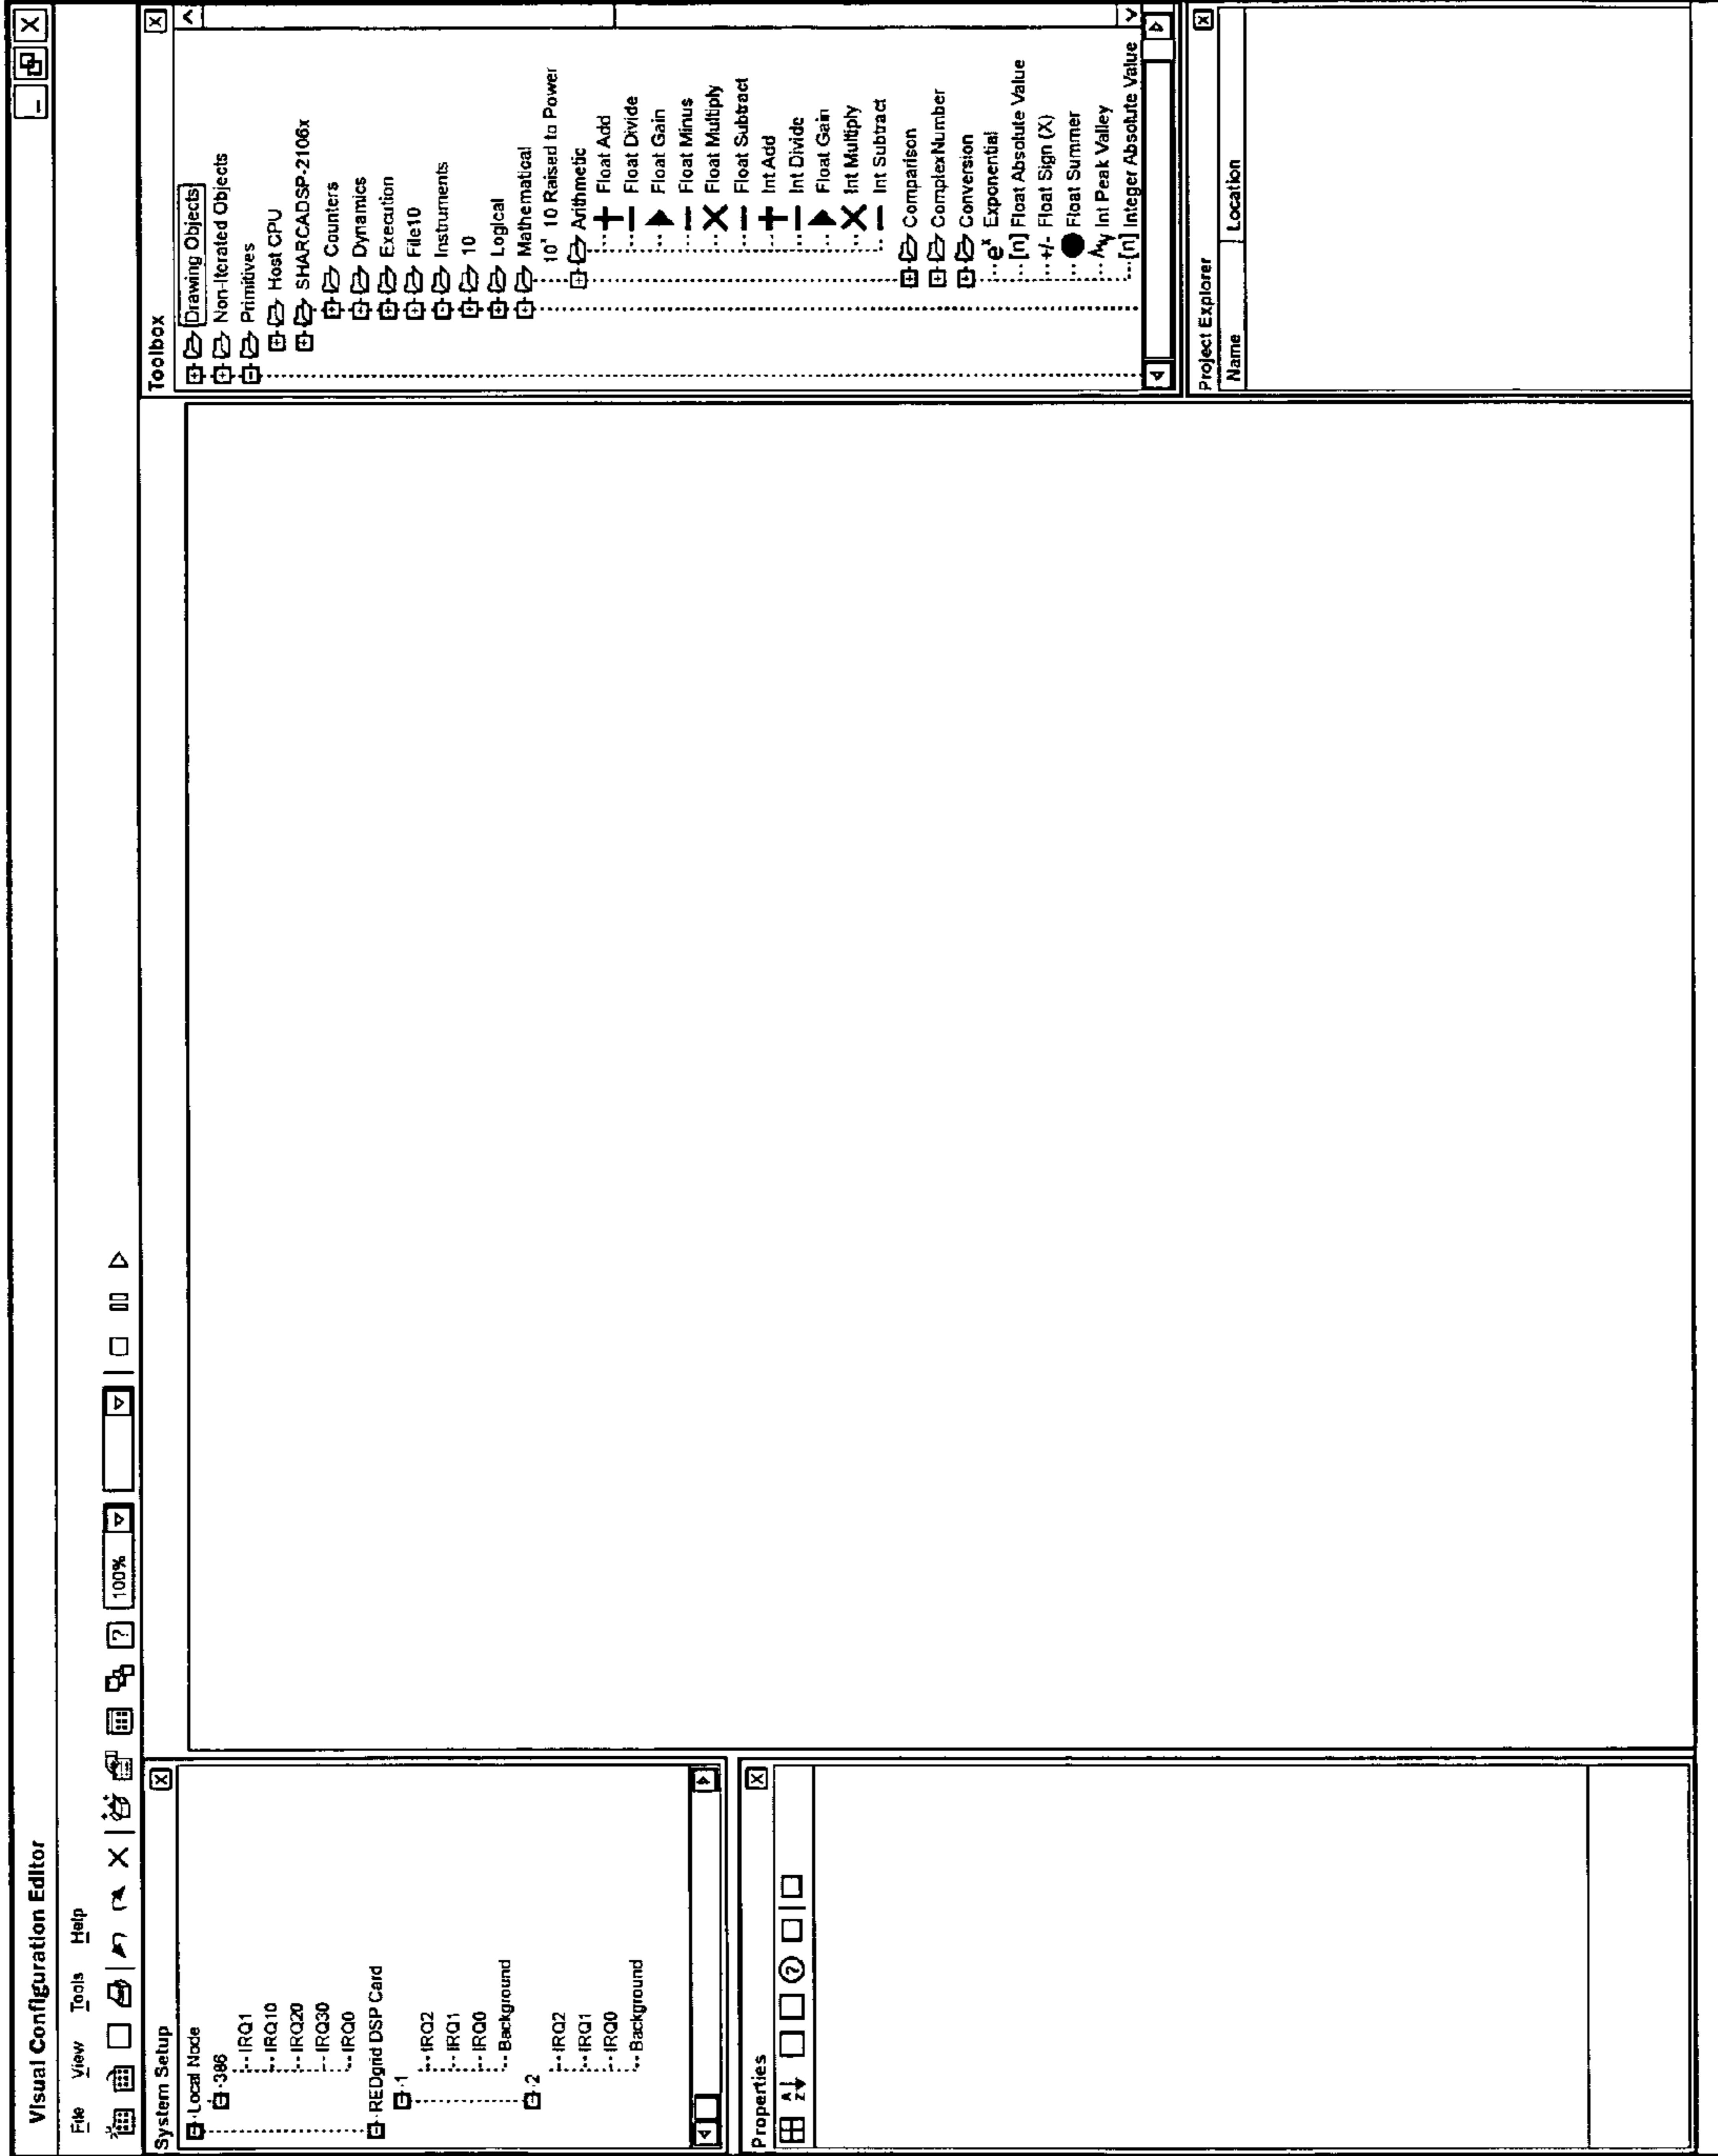 Visual Configuration Editor
File View Tools Help
100%
System Setup
Local Node
386
IRQ1
IRQ10
IRQ20
IRQ30
IRQ0
REDgrid DSP Card
1
IRQ2
IRQ1
IRQ0
Background
2
IRQ2
IRQ1
IRQ0
Background
Properties
Toolbox
Drawing Objects
Non-Iterated Objects
Primitives
Host CPU
SHARCADSP-2106x
Counters
Dynamics
Execution
File10
Instruments
10
Logical
Mathematical
10ˣ 10 Raised to Power
Arithmetic
Float Add
Float Divide
Float Gain
Float Minus
Float Multiply
Float Subtract
Int Add
Int Divide
Float Gain
Int Multiply
Int Subtract
Comparison
ComplexNumber
Conversion
eˣ Exponential
[n] Float Absolute Value
+/- Float Sign (X)
Float Summer
Int Peak Valley
[n] Integer Absolute Value
Project Explorer
Name Location